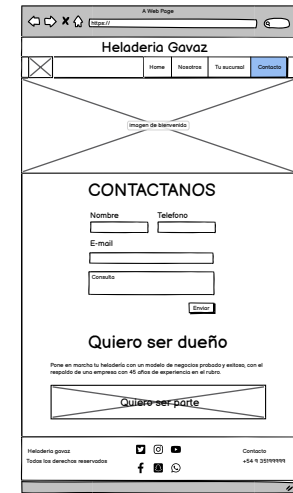 A Web Page
https://
Heladeria Gavaz
Home Nosotros Tu sucursal Contacto
imagen de bienvenida
CONTACTANOS
Nombre Telefono
E-mail
Consulta
Enviar
Quiero ser dueño
Pone en marcha tu heladería con un modelo de negocios probado y exitoso, con el
respaldo de una empresa con 45 años de experiencia en el rubro.
Quiero ser parte
Heladeria gavaz
Todos los derechos reservados
Contacto
+54 9 35199999